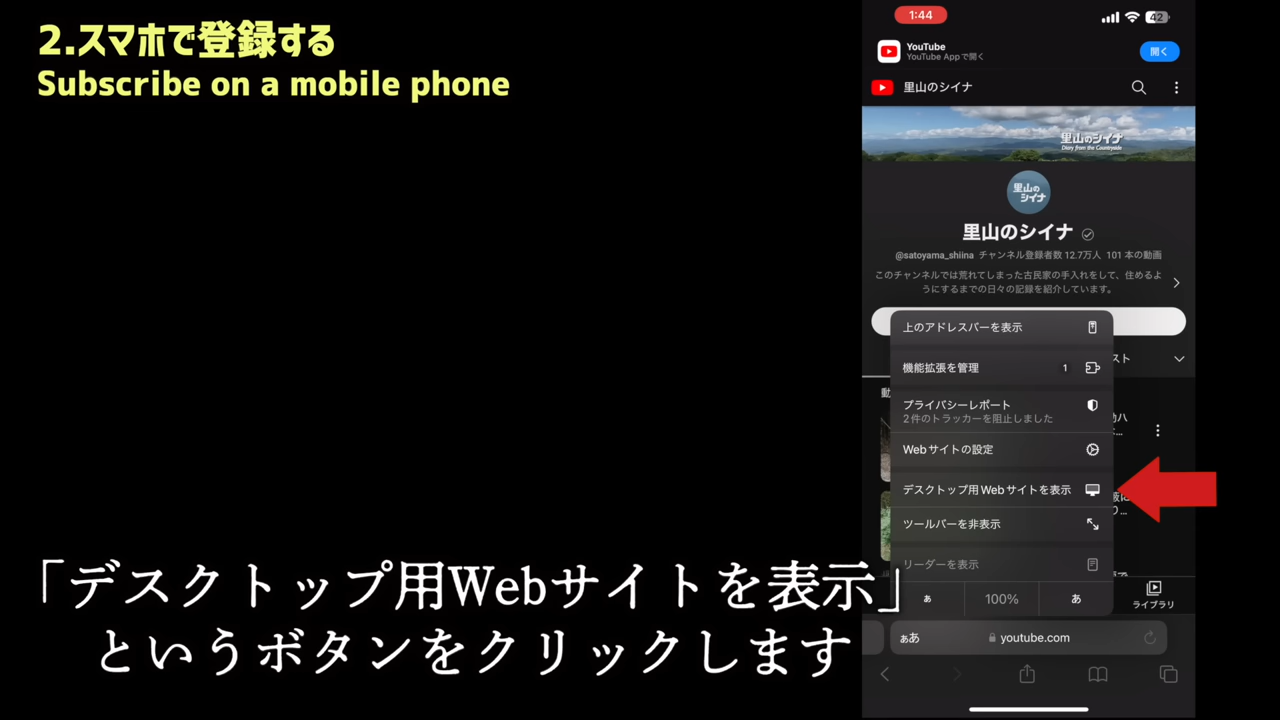 2.スマホで登録する
Subscribe on a mobile phone
1:44
42
YouTube
YouTube Appで開く
開く
里山のシイナ
里山のシイナ
Diary from the Countryside
里山の
シイナ
里山のシイナ
@satoyama_shiina チャンネル登録者数 12.7万人 101 本の動画
このチャンネルでは荒れてしまった古民家の手入れをして、住めるよ
うにするまでの日々の記録を紹介しています。
上のアドレスバーを表示
スト
機能拡張を管理 1
動
プライバシーレポート
2件のトラッカーを阻止しました
Webサイトの設定
デスクトップ用Webサイトを表示
ツールバーを非表示
リーダーを表示
ぁ 100% あ
ライブラリ
ぁあ youtube.com
「デスクトップ用Webサイトを表示」
というボタンをクリックします